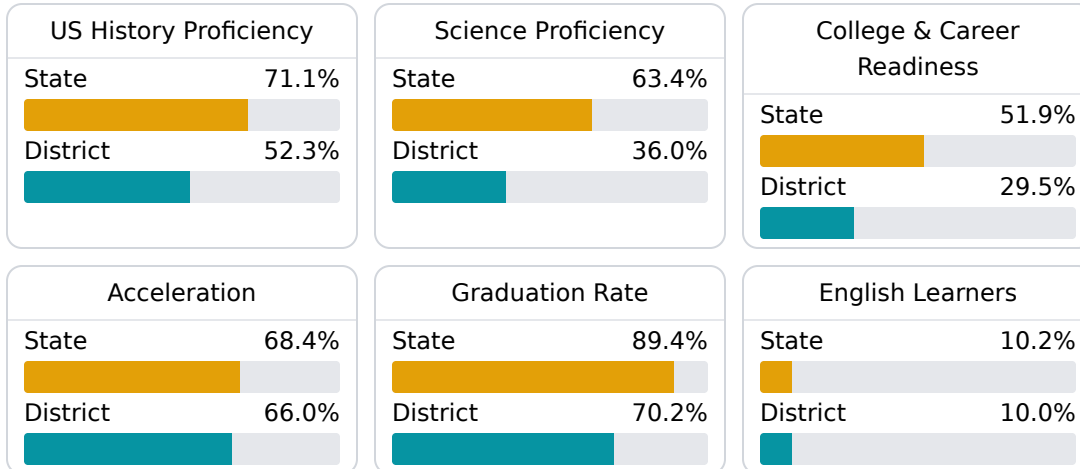 US History Proficiency
State 71.1%
District 52.3%
Science Proficiency
State 63.4%
District 36.0%
College & Career
Readiness
State 51.9%
District 29.5%
Acceleration
State 68.4%
District 66.0%
Graduation Rate
State 89.4%
District 70.2%
English Learners
State 10.2%
District 10.0%